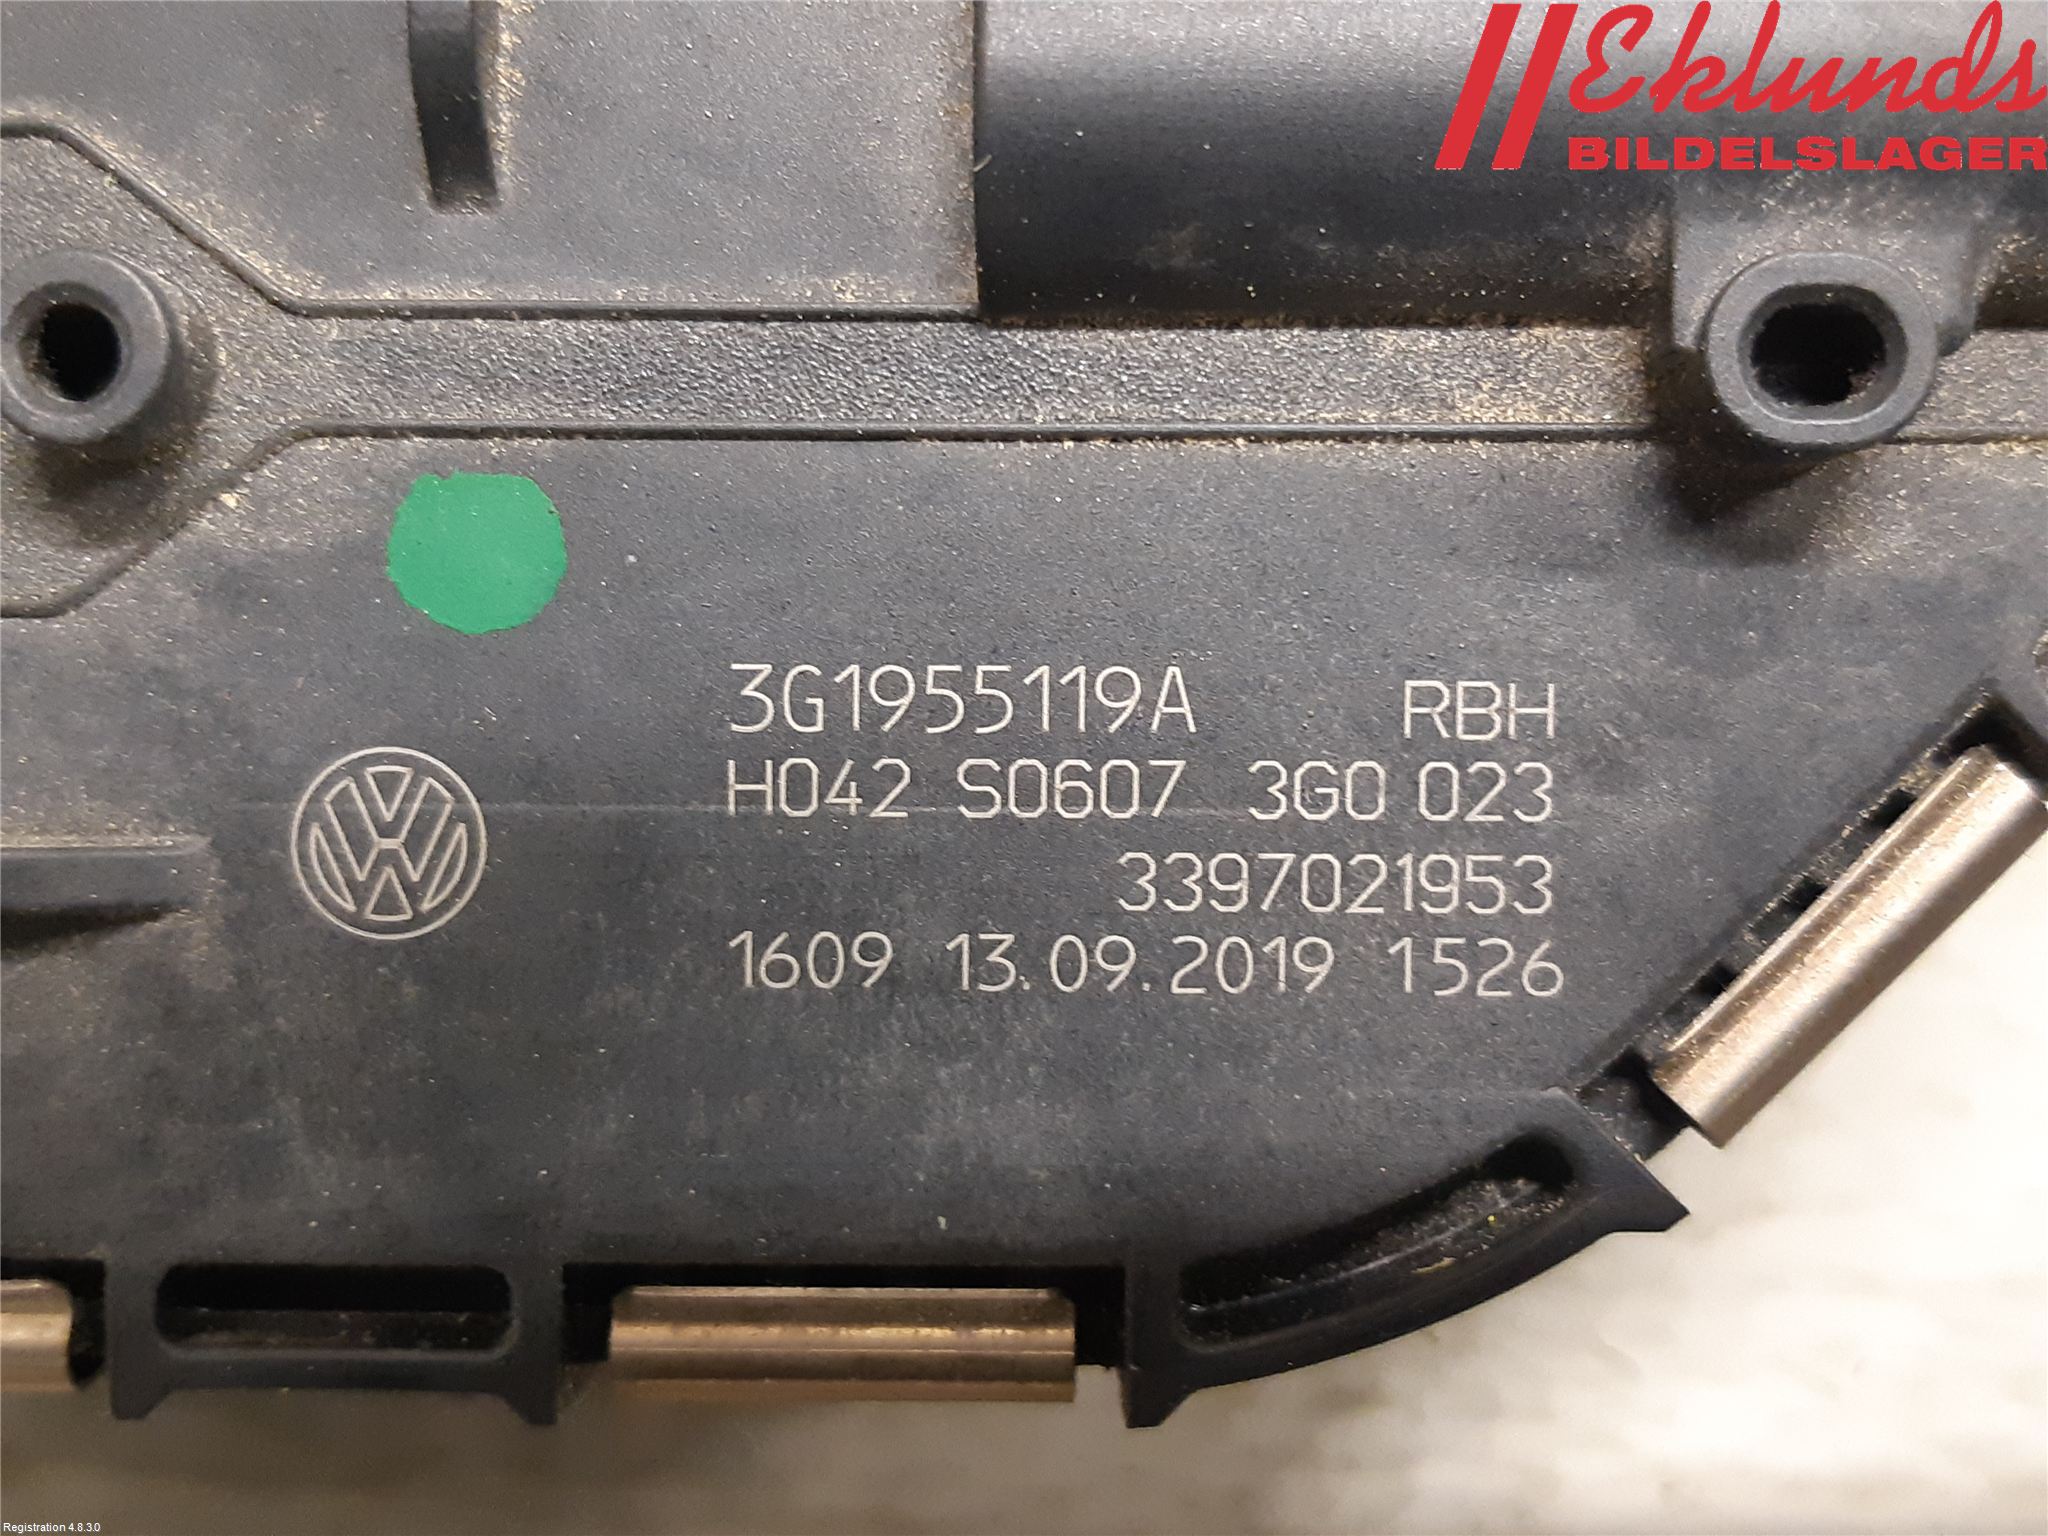 Eklunds
BILDELSLAGER
3G1955119A RBH
H042 S0607 3G0 023
3397021953
1609 13.09.2019 1526
Registration 4.8.3.0